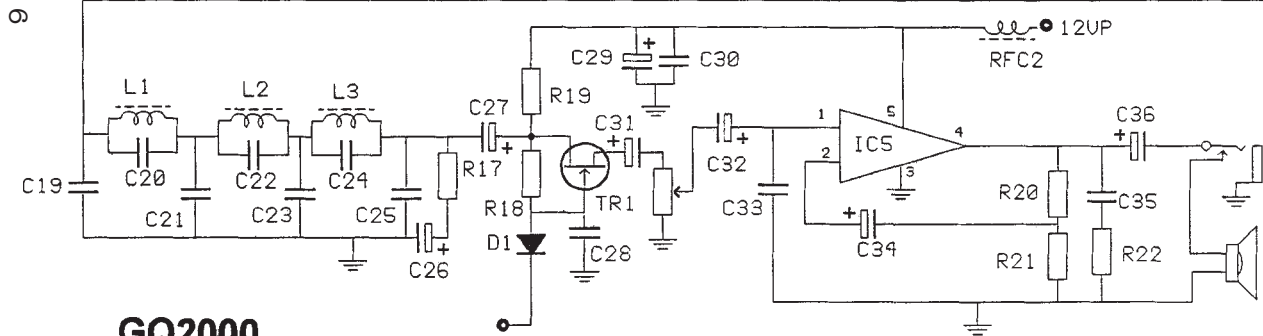 9
12VP
RFC2
C29
C30
L1
L2
L3
R19
C27
C31
C36
1
5
IC5
4
2
3
C20
C22
C24
C32
C19
R17
C21
C23
C25
R18
TR1
C33
R20
C35
D1
C28
C34
C26
R21
R22
GQ2000